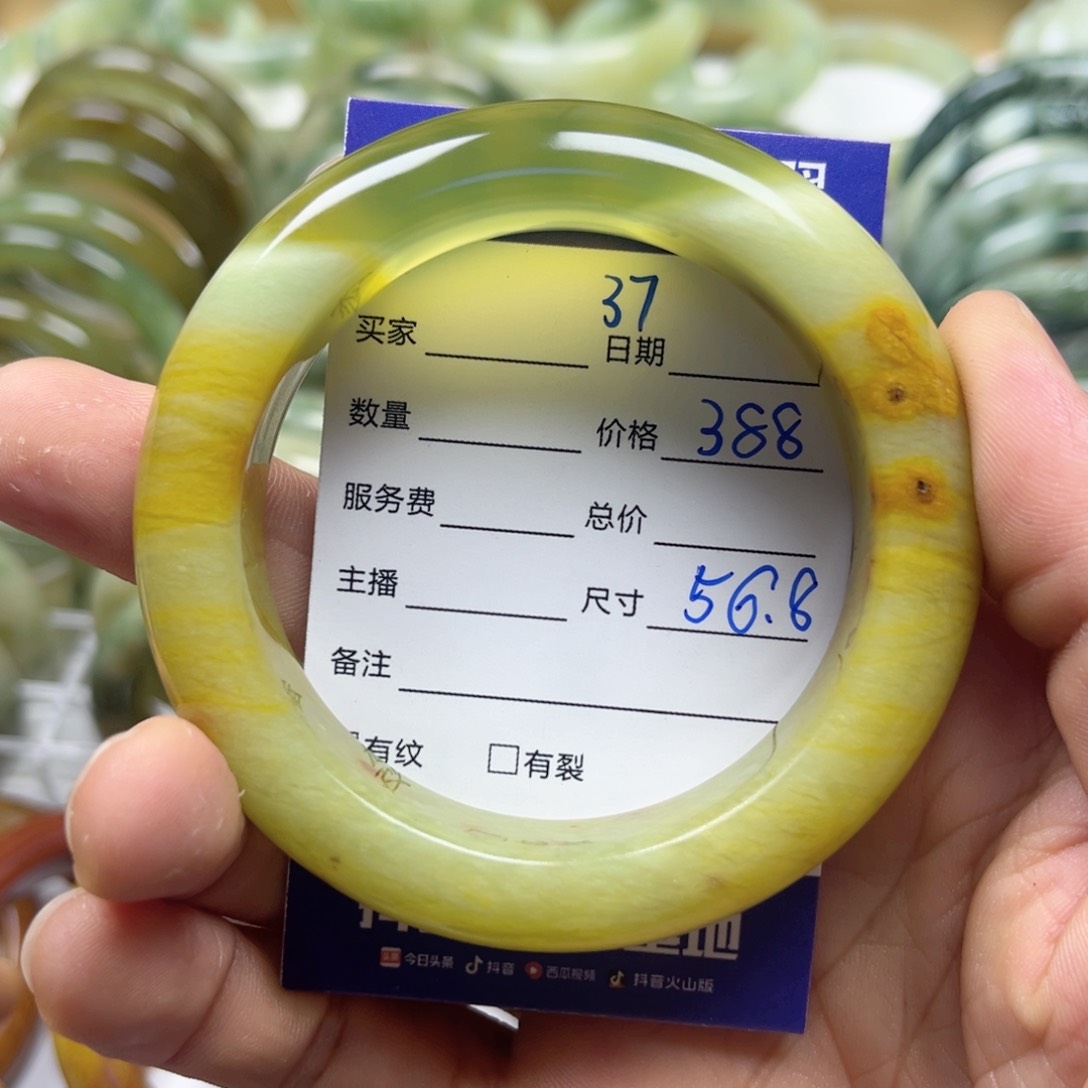 37
买家 日期
数量 价格 388
服务费 总价
主播 尺寸 56.8
备注
有纹 □有裂
今日头条 抖音 西瓜视频 抖音火山版